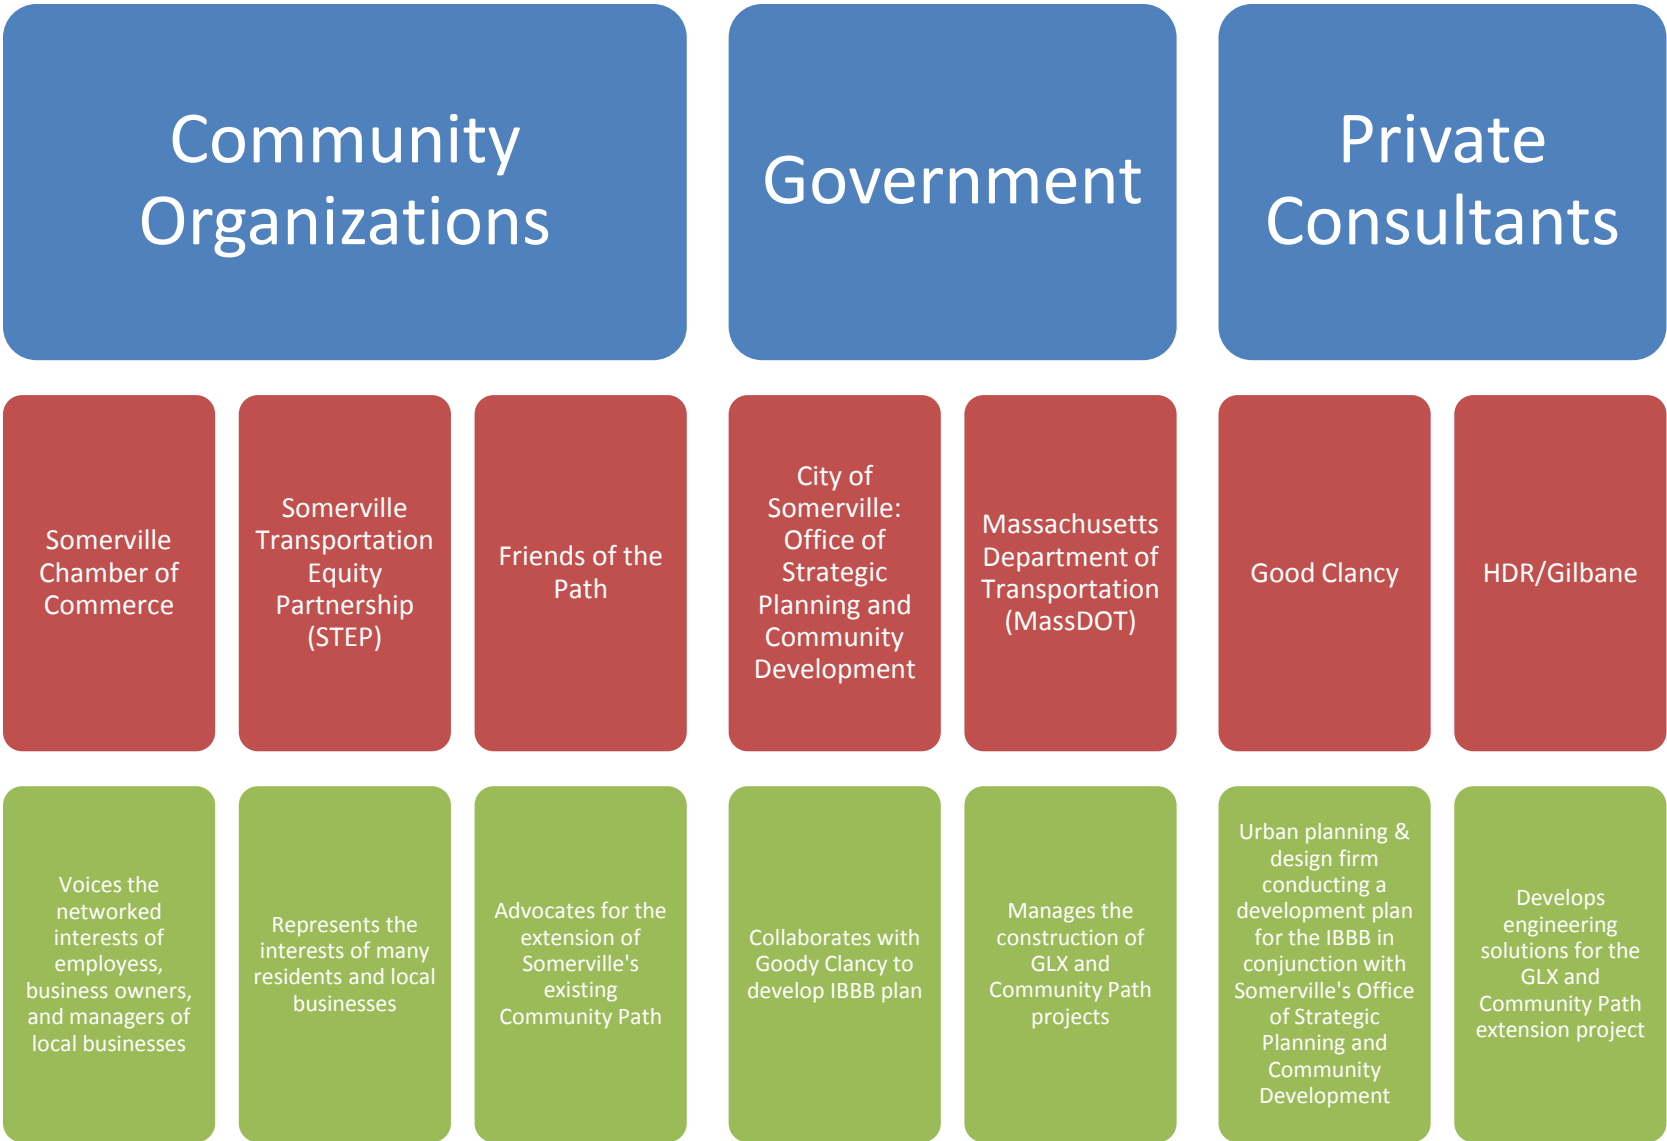 Community
Organizations
Government
Private
Consultants
Somerville
Chamber of
Commerce
Somerville
Transportation
Equity
Partnership
(STEP)
Friends of the
Path
City of
Somerville:
Office of
Strategic
Planning and
Community
Development
Massachusetts
Department of
Transportation
(MassDOT)
Good Clancy
HDR/Gilbane
Voices the
networked
interests of
employess,
business owners,
and managers of
local businesses
Represents the
interests of many
residents and local
businesses
Advocates for the
extension of
Somerville's
existing
Community Path
Collaborates with
Goody Clancy to
develop IBBB plan
Manages the
construction of
GLX and
Community Path
projects
Urban planning &
design firm
conducting a
development plan
for the IBBB in
conjunction with
Somerville's Office
of Strategic
Planning and
Community
Development
Develops
engineering
solutions for the
GLX and
Community Path
extension project